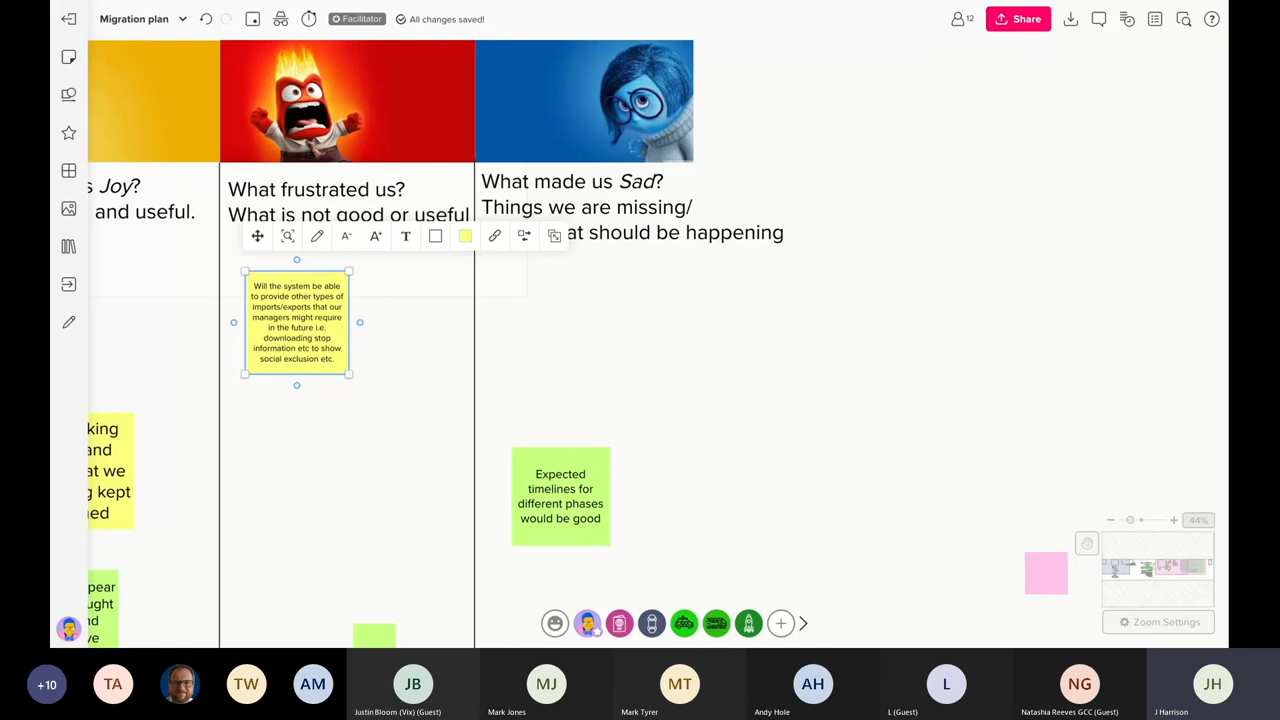 Migration plan
Facilitator
All changes saved!
12
Share
s Joy?
and useful.
What frustrated us?
What is not good or useful
What made us Sad?
Things we are missing/
at should be happening
A-
A+
T
Will the system be able
to provide other types of
imports/exports that our
managers might require
in the future i.e.
downloading stop
information etc to show
social exclusion etc.
king
and
at we
g kept
ned
Expected
timelines for
different phases
would be good
pear
ught
nd
ve
44%
Zoom Settings
+10
TA
TW
AM
JB
MJ
MT
AH
L
NG
JH
Justin Bloom (Vix) (Guest)
Mark Jones
Mark Tyrer
Andy Hole
L (Guest)
Natashia Reeves GCC (Guest)
J Harrison